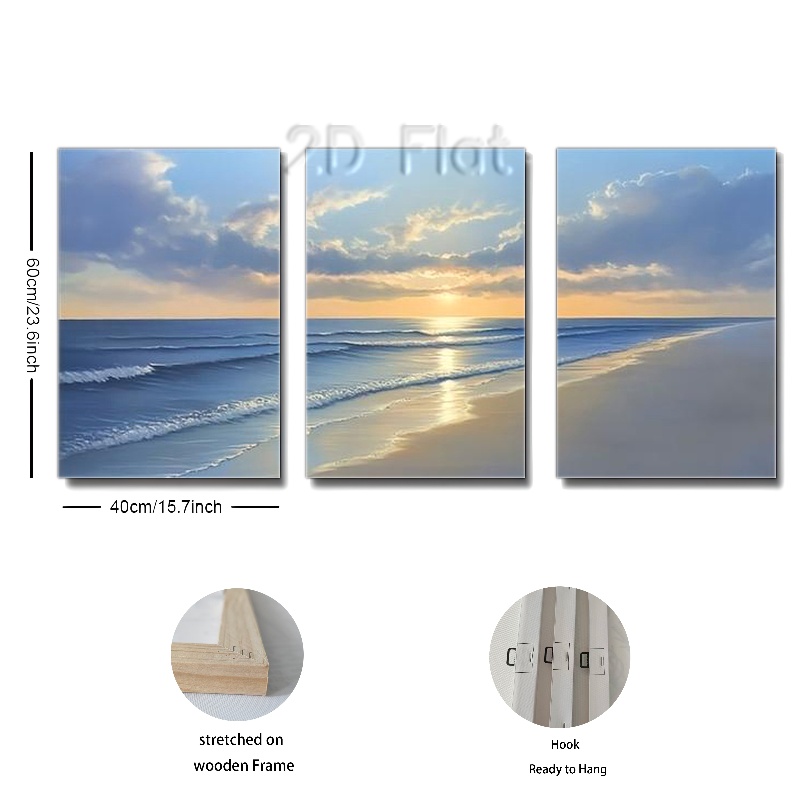 2D Flat
60cm/23.6inch
40cm/15.7inch
stretched on
wooden Frame
Hook
Ready to Hang